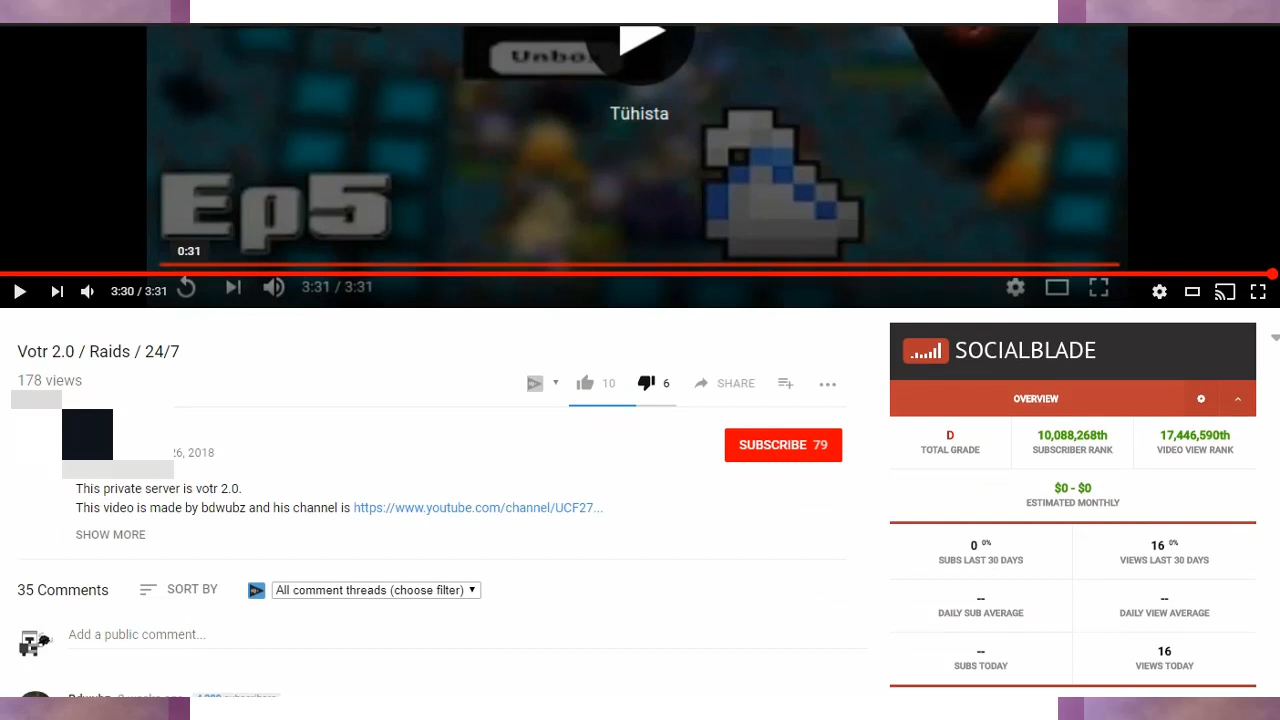 Unbo
Tühista
Ep5
0:31
3:30 / 3:31
3:31 / 3:31
Votr 2.0 / Raids / 24/7
178 views
10
6
SHARE
26, 2018
SUBSCRIBE 79
This private server is votr 2.0.
This video is made by bdwubz and his channel is https://www.youtube.com/channel/UCF27...
SHOW MORE
35 Comments
SORT BY
All comment threads (choose filter)
Add a public comment...
SOCIALBLADE
OVERVIEW
D 10,088,268th 17,446,590th
TOTAL GRADE SUBSCRIBER RANK VIDEO VIEW RANK
$0 - $0
ESTIMATED MONTHLY
0 0% 16 0%
SUBS LAST 30 DAYS VIEWS LAST 30 DAYS
-- --
DAILY SUB AVERAGE DAILY VIEW AVERAGE
-- 16
SUBS TODAY VIEWS TODAY